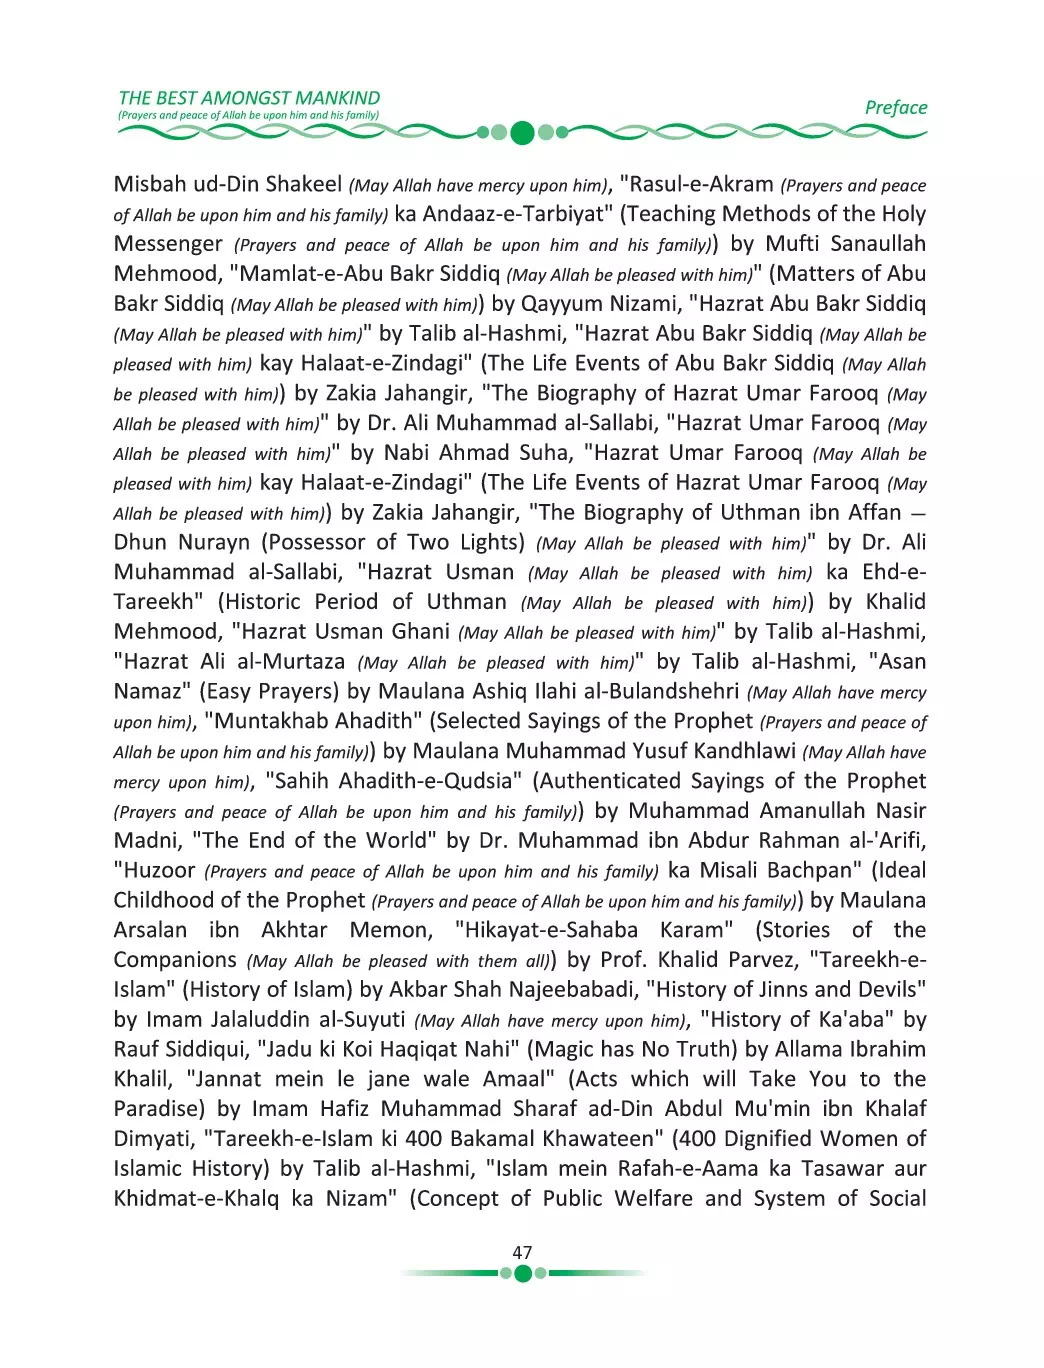 THE BEST AMONGST MANKIND
(Prayers and peace of Allah be upon him and his family)
Preface
Misbah ud-Din Shakeel (May Allah have mercy upon him), "Rasul-e-Akram (Prayers and peace
of Allah be upon him and his family) ka Andaaz-e-Tarbiyat" (Teaching Methods of the Holy
Messenger (Prayers and peace of Allah be upon him and his family)) by Mufti Sanaullah
Mehmood, "Mamlat-e-Abu Bakr Siddiq (May Allah be pleased with him)" (Matters of Abu
Bakr Siddiq (May Allah be pleased with him)) by Qayyum Nizami, "Hazrat Abu Bakr Siddiq
(May Allah be pleased with him)" by Talib al-Hashmi, "Hazrat Abu Bakr Siddiq (May Allah be
pleased with him) kay Halaat-e-Zindagi" (The Life Events of Abu Bakr Siddiq (May Allah
be pleased with him)) by Zakia Jahangir, "The Biography of Hazrat Umar Farooq (May
Allah be pleased with him)" by Dr. Ali Muhammad al-Sallabi, "Hazrat Umar Farooq (May
Allah be pleased with him)" by Nabi Ahmad Suha, "Hazrat Umar Farooq (May Allah be
pleased with him) kay Halaat-e-Zindagi" (The Life Events of Hazrat Umar Farooq (May
Allah be pleased with him)) by Zakia Jahangir, "The Biography of Uthman ibn Affan –
Dhun Nurayn (Possessor of Two Lights) (May Allah be pleased with him)" by Dr. Ali
Muhammad al-Sallabi, "Hazrat Usman (May Allah be pleased with him) ka Ehd-e-
Tareekh" (Historic Period of Uthman (May Allah be pleased with him)) by Khalid
Mehmood, "Hazrat Usman Ghani (May Allah be pleased with him)" by Talib al-Hashmi,
"Hazrat Ali al-Murtaza (May Allah be pleased with him)" by Talib al-Hashmi, "Asan
Namaz" (Easy Prayers) by Maulana Ashiq Ilahi al-Bulandshehri (May Allah have mercy
upon him), "Muntakhab Ahadith" (Selected Sayings of the Prophet (Prayers and peace of
Allah be upon him and his family)) by Maulana Muhammad Yusuf Kandhlawi (May Allah have
mercy upon him), "Sahih Ahadith-e-Qudsia" (Authenticated Sayings of the Prophet
(Prayers and peace of Allah be upon him and his family)) by Muhammad Amanullah Nasir
Madni, "The End of the World" by Dr. Muhammad ibn Abdur Rahman al-'Arifi,
"Huzoor (Prayers and peace of Allah be upon him and his family) ka Misali Bachpan" (Ideal
Childhood of the Prophet (Prayers and peace of Allah be upon him and his family)) by Maulana
Arsalan ibn Akhtar Memon, "Hikayat-e-Sahaba Karam" (Stories of the
Companions (May Allah be pleased with them all)) by Prof. Khalid Parvez, "Tareekh-e-
Islam" (History of Islam) by Akbar Shah Najeebabadi, "History of Jinns and Devils"
by Imam Jalaluddin al-Suyuti (May Allah have mercy upon him), "History of Ka'aba" by
Rauf Siddiqui, "Jadu ki Koi Haqiqat Nahi" (Magic has No Truth) by Allama Ibrahim
Khalil, "Jannat mein le jane wale Amaal" (Acts which will Take You to the
Paradise) by Imam Hafiz Muhammad Sharaf ad-Din Abdul Mu'min ibn Khalaf
Dimyati, "Tareekh-e-Islam ki 400 Bakamal Khawateen" (400 Dignified Women of
Islamic History) by Talib al-Hashmi, "Islam mein Rafah-e-Aama ka Tasawar aur
Khidmat-e-Khalq ka Nizam" (Concept of Public Welfare and System of Social
47